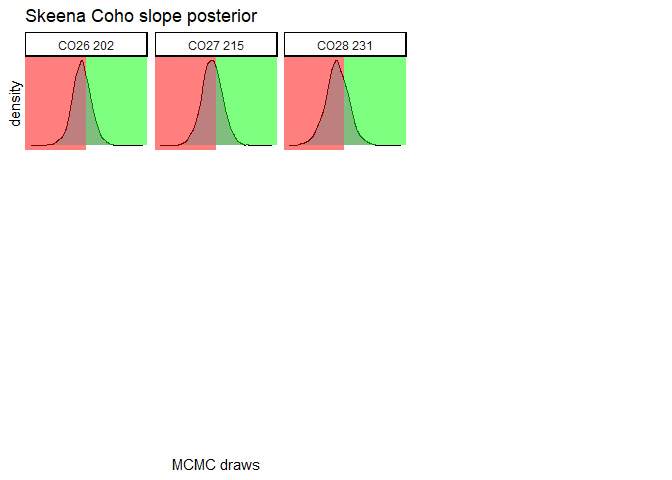 Skeena Coho slope posterior
CO26 202
CO27 215
CO28 231
density
MCMC draws